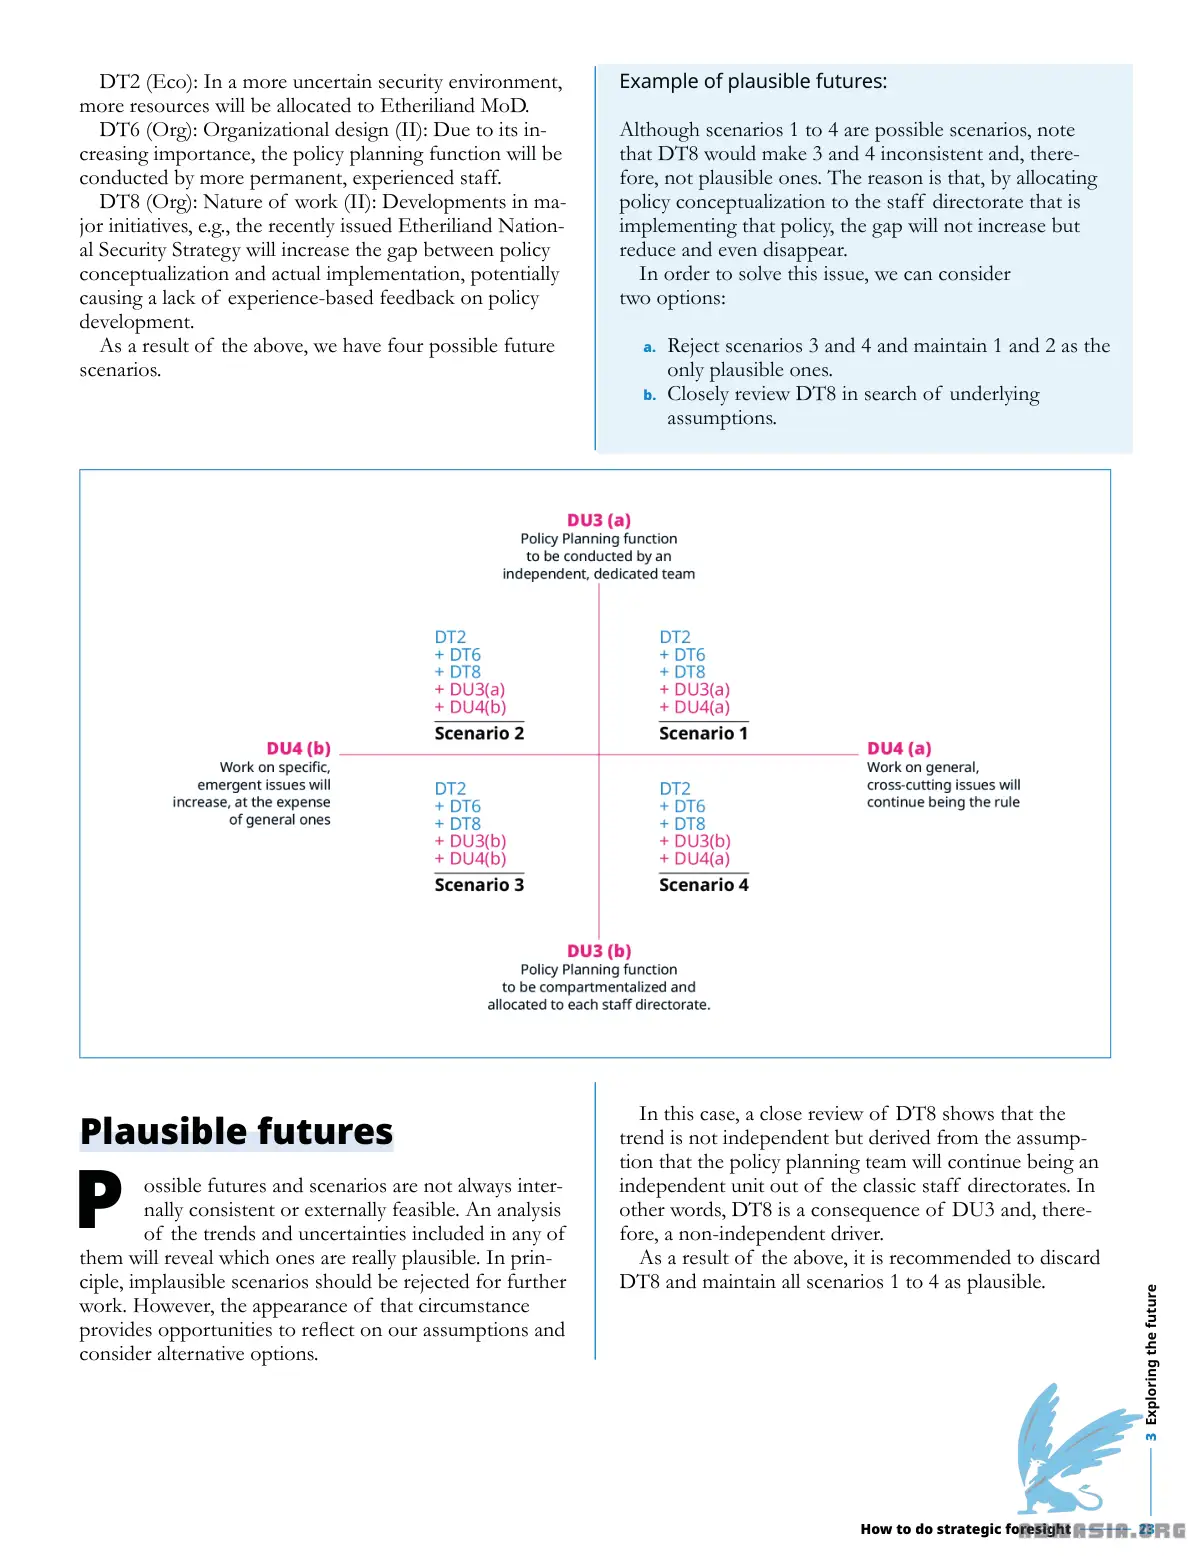 DT2 (Eco): In a more uncertain security environment,
more resources will be allocated to Etheriliand MoD.
DT6 (Org): Organizational design (II): Due to its in-
creasing importance, the policy planning function will be
conducted by more permanent, experienced staff.
DT8 (Org): Nature of work (II): Developments in ma-
jor initiatives, e.g., the recently issued Etheriliand Nation-
al Security Strategy will increase the gap between policy
conceptualization and actual implementation, potentially
causing a lack of experience-based feedback on policy
development.
As a result of the above, we have four possible future
scenarios.
Example of plausible futures:
Although scenarios 1 to 4 are possible scenarios, note
that DT8 would make 3 and 4 inconsistent and, there-
fore, not plausible ones. The reason is that, by allocating
policy conceptualization to the staff directorate that is
implementing that policy, the gap will not increase but
reduce and even disappear.
In order to solve this issue, we can consider
two options:
a. Reject scenarios 3 and 4 and maintain 1 and 2 as the
only plausible ones.
b. Closely review DT8 in search of underlying
assumptions.
DU3 (a)
Policy Planning function
to be conducted by an
independent, dedicated team
DT2
+ DT6
+ DT8
+ DU3(a)
+ DU4(b)
Scenario 2
DT2
+ DT6
+ DT8
+ DU3(a)
+ DU4(a)
Scenario 1
DU4 (b)
Work on specific,
emergent issues will
increase, at the expense
of general ones
DU4 (a)
Work on general,
cross-cutting issues will
continue being the rule
DT2
+ DT6
+ DT8
+ DU3(b)
+ DU4(b)
Scenario 3
DT2
+ DT6
+ DT8
+ DU3(b)
+ DU4(a)
Scenario 4
DU3 (b)
Policy Planning function
to be compartmentalized and
allocated to each staff directorate.
Plausible futures
Possible futures and scenarios are not always inter-
nally consistent or externally feasible. An analysis
of the trends and uncertainties included in any of
them will reveal which ones are really plausible. In prin-
ciple, implausible scenarios should be rejected for further
work. However, the appearance of that circumstance
provides opportunities to reflect on our assumptions and
consider alternative options.
In this case, a close review of DT8 shows that the
trend is not independent but derived from the assump-
tion that the policy planning team will continue being an
independent unit out of the classic staff directorates. In
other words, DT8 is a consequence of DU3 and, there-
fore, a non-independent driver.
As a result of the above, it is recommended to discard
DT8 and maintain all scenarios 1 to 4 as plausible.
3 Exploring the future
How to do strategic foresight 23